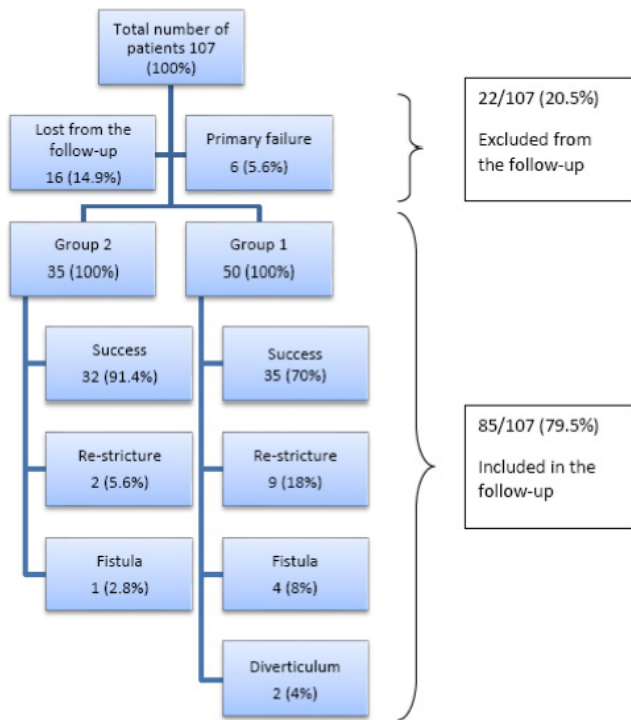 Total number of
patients 107
(100%)
Lost from the
follow-up
16 (14.9%)
Primary failure
6 (5.6%)
22/107 (20.5%)
Excluded from
the follow-up
Group 2
35 (100%)
Group 1
50 (100%)
Success
32 (91.4%)
Success
35 (70%)
Re-stricture
2 (5.6%)
Re-stricture
9 (18%)
Fistula
1 (2.8%)
Fistula
4 (8%)
Diverticulum
2 (4%)
85/107 (79.5%)
Included in the
follow-up